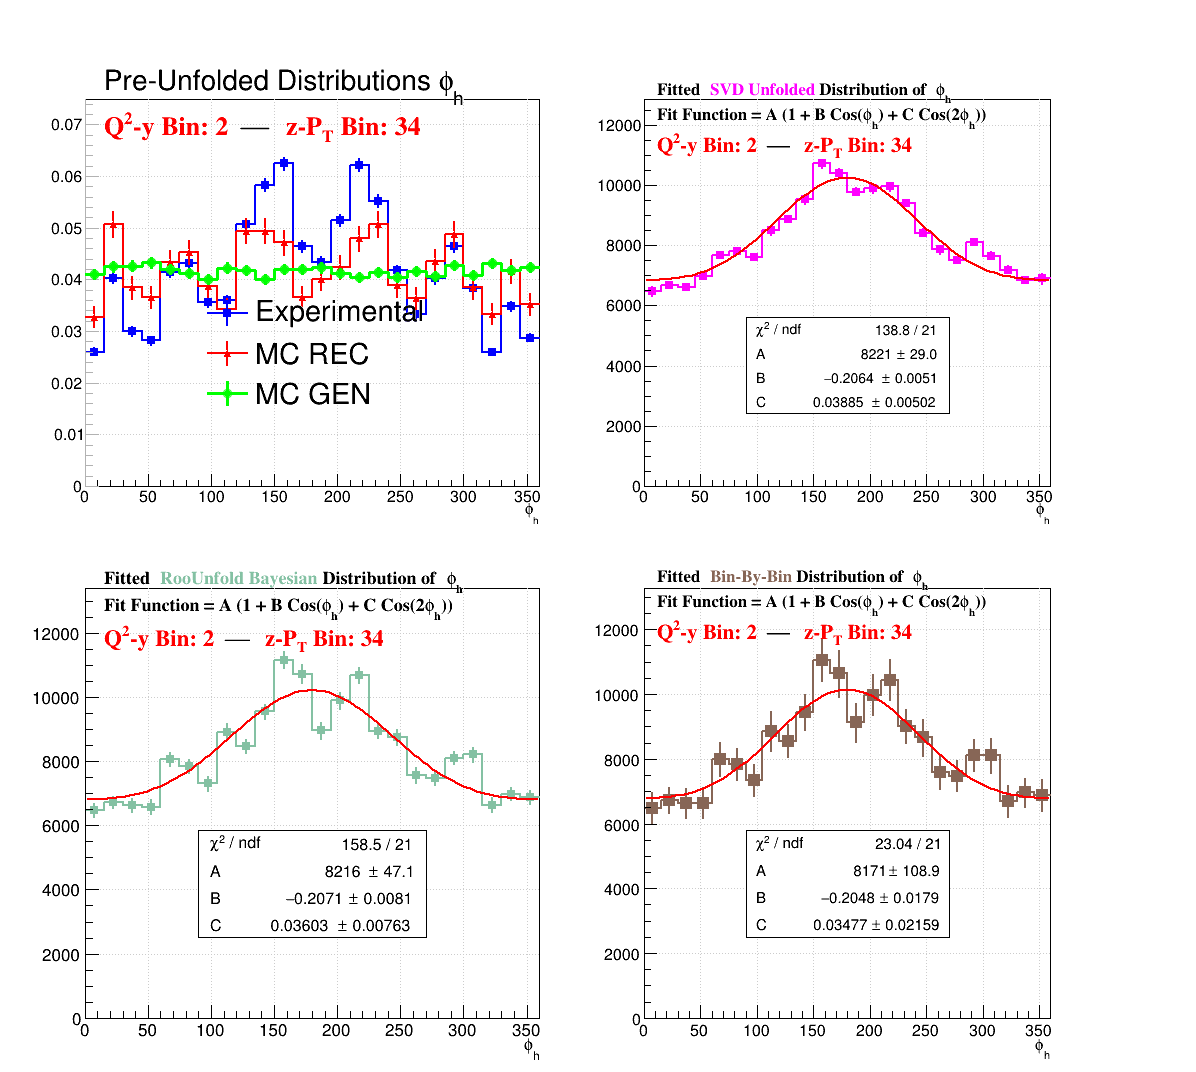 Pre-Unfolded Distributions ϕh
Q²-y Bin: 2 — z-PT Bin: 34
0.07
0.06
0.05
0.04
0.03
0.02
0.01
0
Experimental
MC REC
MC GEN
0 50 100 150 200 250 300 350
ϕh
Fitted SVD Unfolded Distribution of ϕh
Fit Function = A (1 + B Cos(ϕh) + C Cos(2ϕh))
Q²-y Bin: 2 — z-PT Bin: 34
12000
10000
8000
6000
4000
2000
0
χ² / ndf 138.8 / 21
A 8221 ± 29.0
B −0.2064 ± 0.0051
C 0.03885 ± 0.00502
0 50 100 150 200 250 300 350
ϕh
Fitted RooUnfold Bayesian Distribution of ϕh
Fit Function = A (1 + B Cos(ϕh) + C Cos(2ϕh))
Q²-y Bin: 2 — z-PT Bin: 34
12000
10000
8000
6000
4000
2000
0
χ² / ndf 158.5 / 21
A 8216 ± 47.1
B −0.2071 ± 0.0081
C 0.03603 ± 0.00763
0 50 100 150 200 250 300 350
ϕh
Fitted Bin-By-Bin Distribution of ϕh
Fit Function = A (1 + B Cos(ϕh) + C Cos(2ϕh))
Q²-y Bin: 2 — z-PT Bin: 34
12000
10000
8000
6000
4000
2000
0
χ² / ndf 23.04 / 21
A 8171 ± 108.9
B −0.2048 ± 0.0179
C 0.03477 ± 0.02159
0 50 100 150 200 250 300 350
ϕh